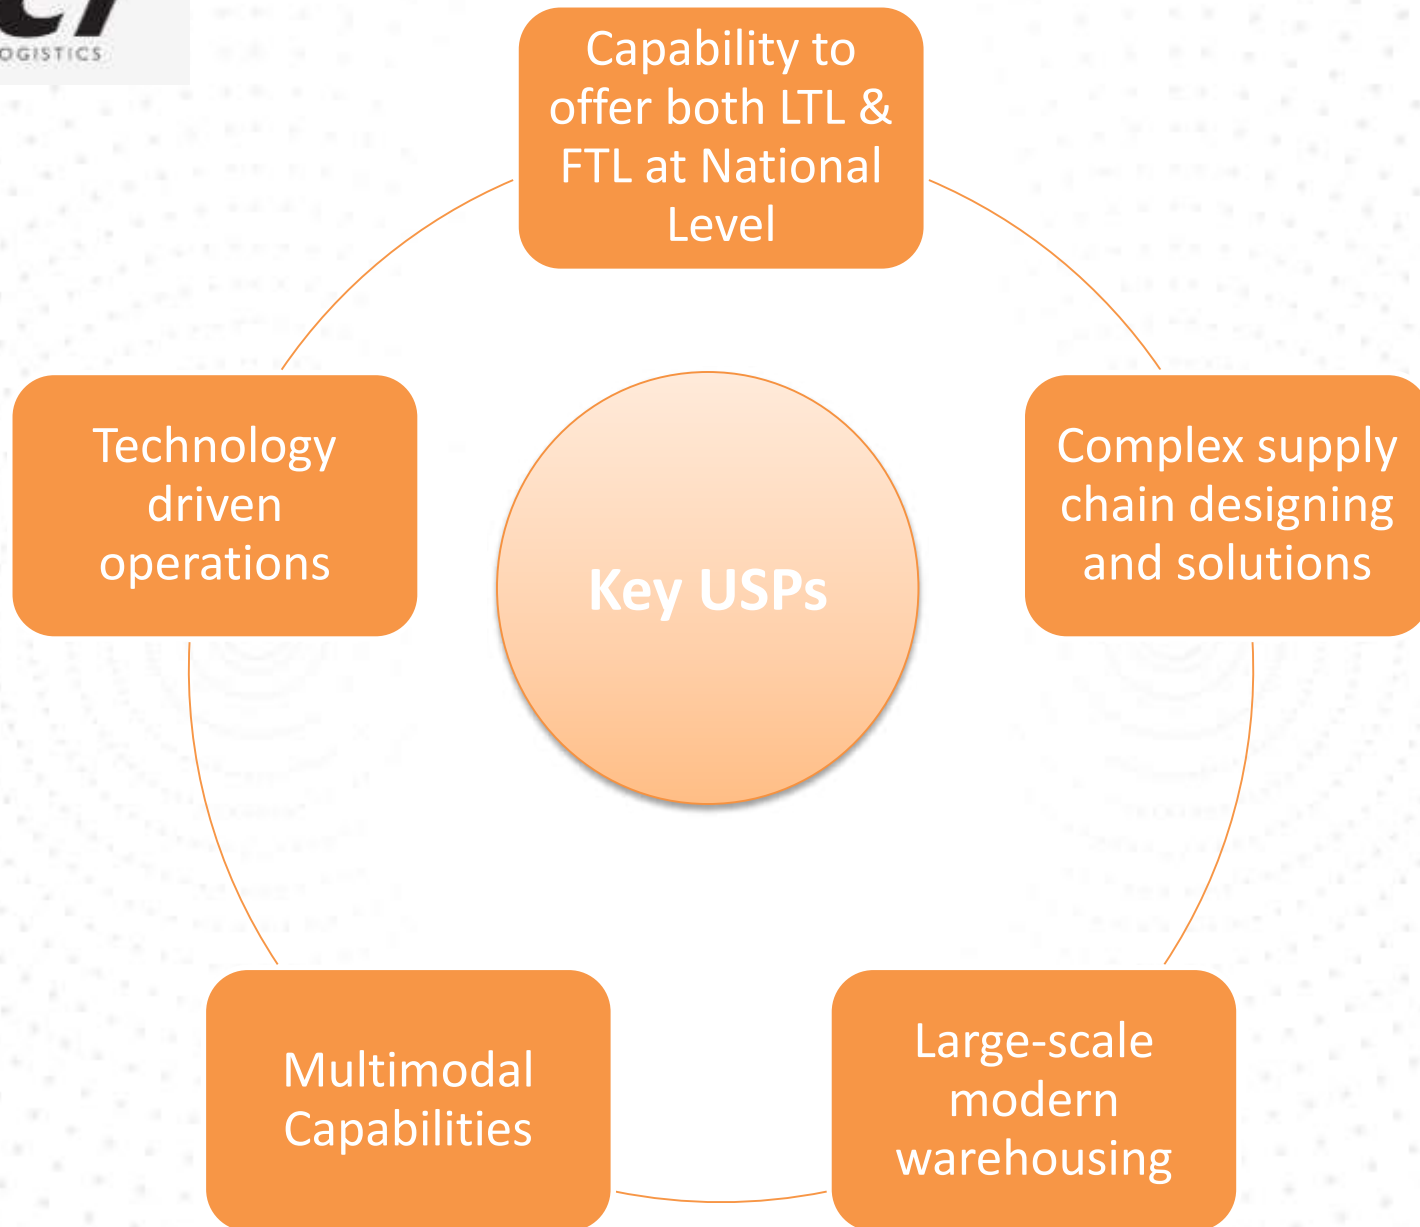 OGISTICS
Capability to
offer both LTL &
FTL at National
Level
Technology
driven
operations
Complex supply
chain designing
and solutions
Key USPs
Multimodal
Capabilities
Large-scale
modern
warehousing